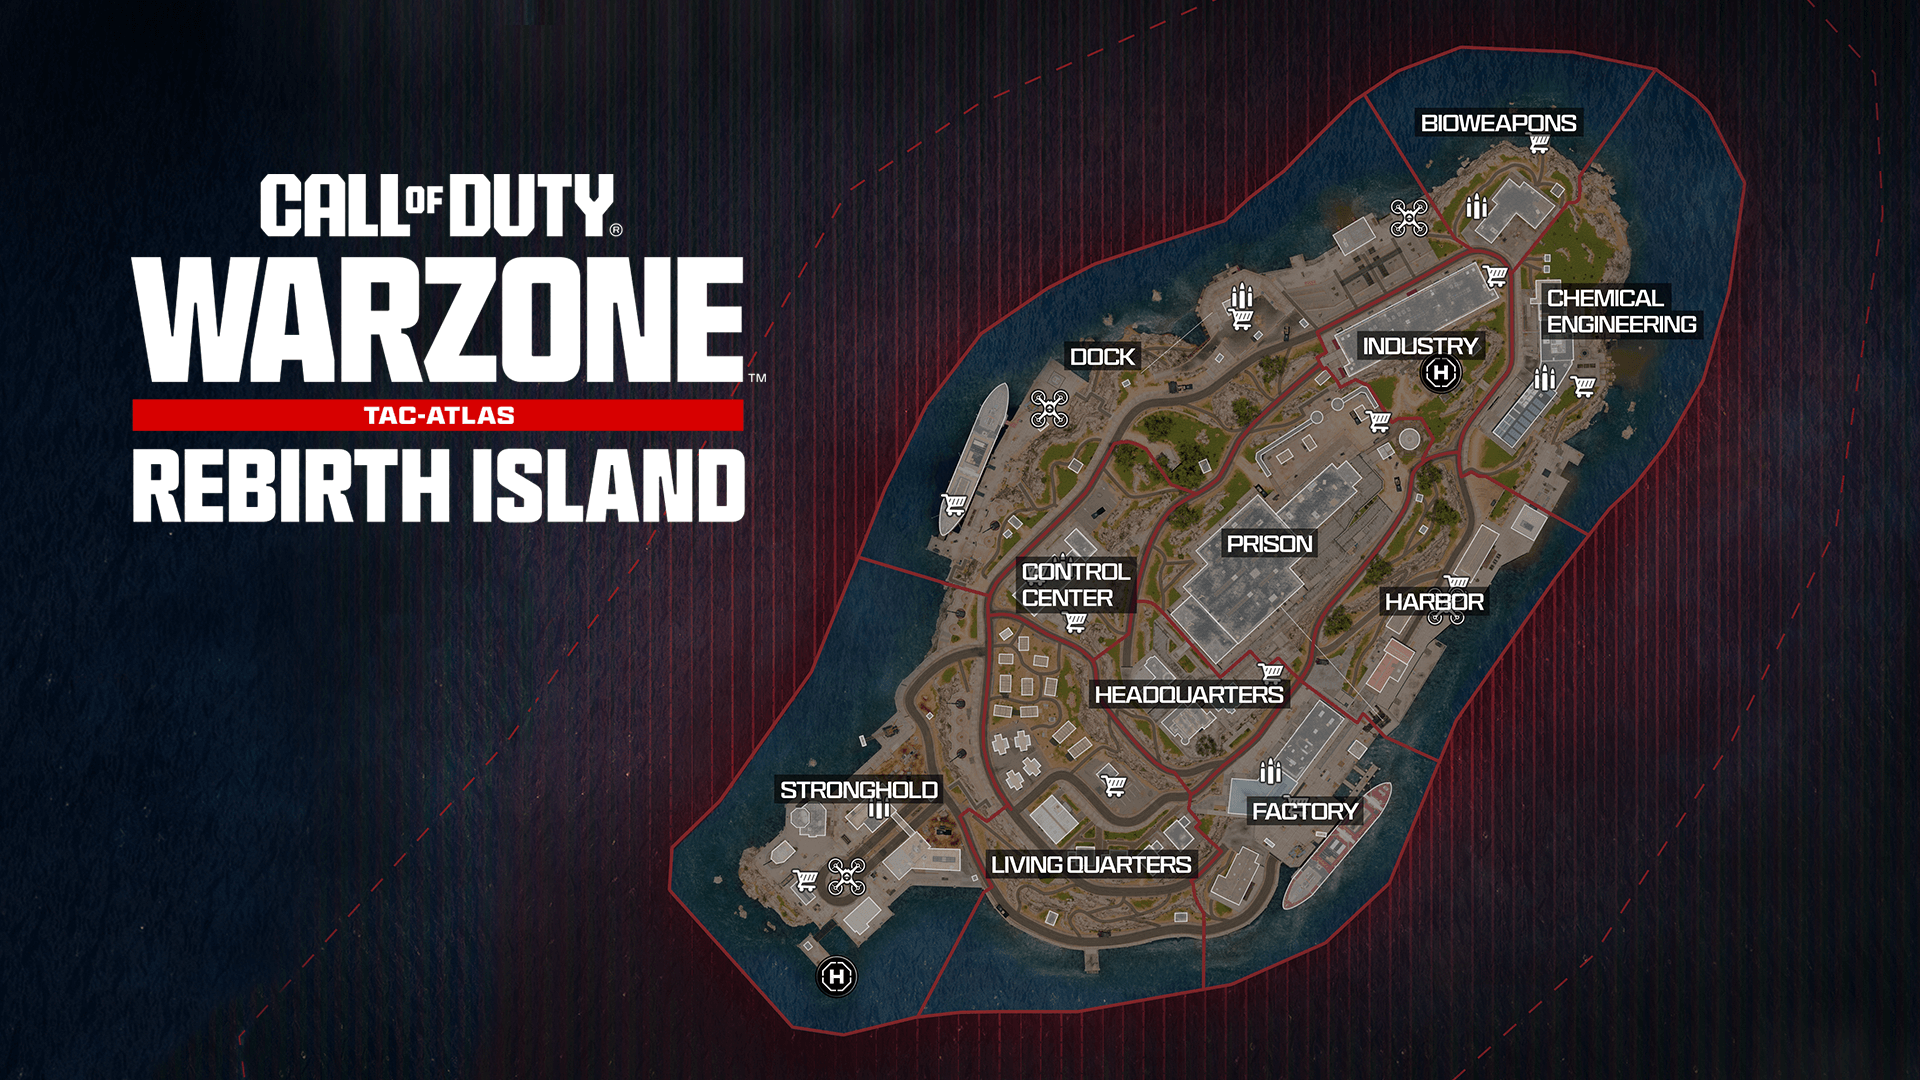 CALL OF DUTY®
WARZONE™
TAC-ATLAS
REBIRTH ISLAND
BIOWEAPONS
CHEMICAL
ENGINEERING
INDUSTRY
H
DOCK
PRISON
CONTROL
CENTER
HARBOR
HEADQUARTERS
STRONGHOLD
FACTORY
LIVING QUARTERS
H